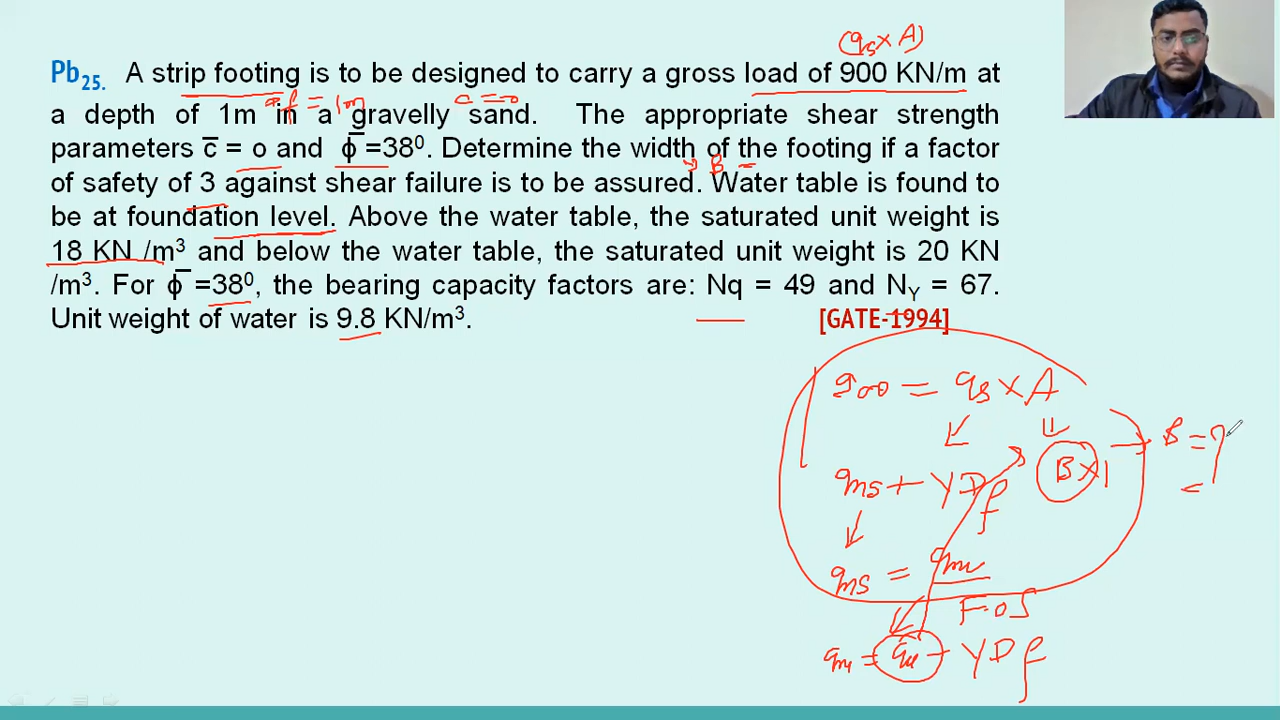 (qs × A)
Pb25. A strip footing is to be designed to carry a gross load of 900 KN/m at
Df = 1m c = 0
a depth of 1m in a gravelly sand. The appropriate shear strength
parameters c̅ = o and ϕ̅ =38⁰. Determine the width of the footing if a factor
→ B =
of safety of 3 against shear failure is to be assured. Water table is found to
be at foundation level. Above the water table, the saturated unit weight is
18 KN /m³ and below the water table, the saturated unit weight is 20 KN
/m³. For ϕ̅ =38⁰, the bearing capacity factors are: Nq = 49 and NY = 67.
Unit weight of water is 9.8 KN/m³. [GATE-1994]
900 = qs × A
B = ?
qns + γDf B×1
qns = qnu
F.O.S
qnu = qu - γDf